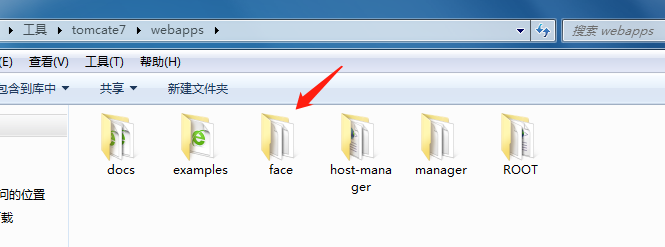 工具 ▸ tomcate7 ▸ webapps ▸
搜索 webapps
(E) 查看(V) 工具(T) 帮助(H)
包含到库中 共享 新建文件夹
docs
examples
face
host-mana
ger
manager
ROOT
问的位置
下载